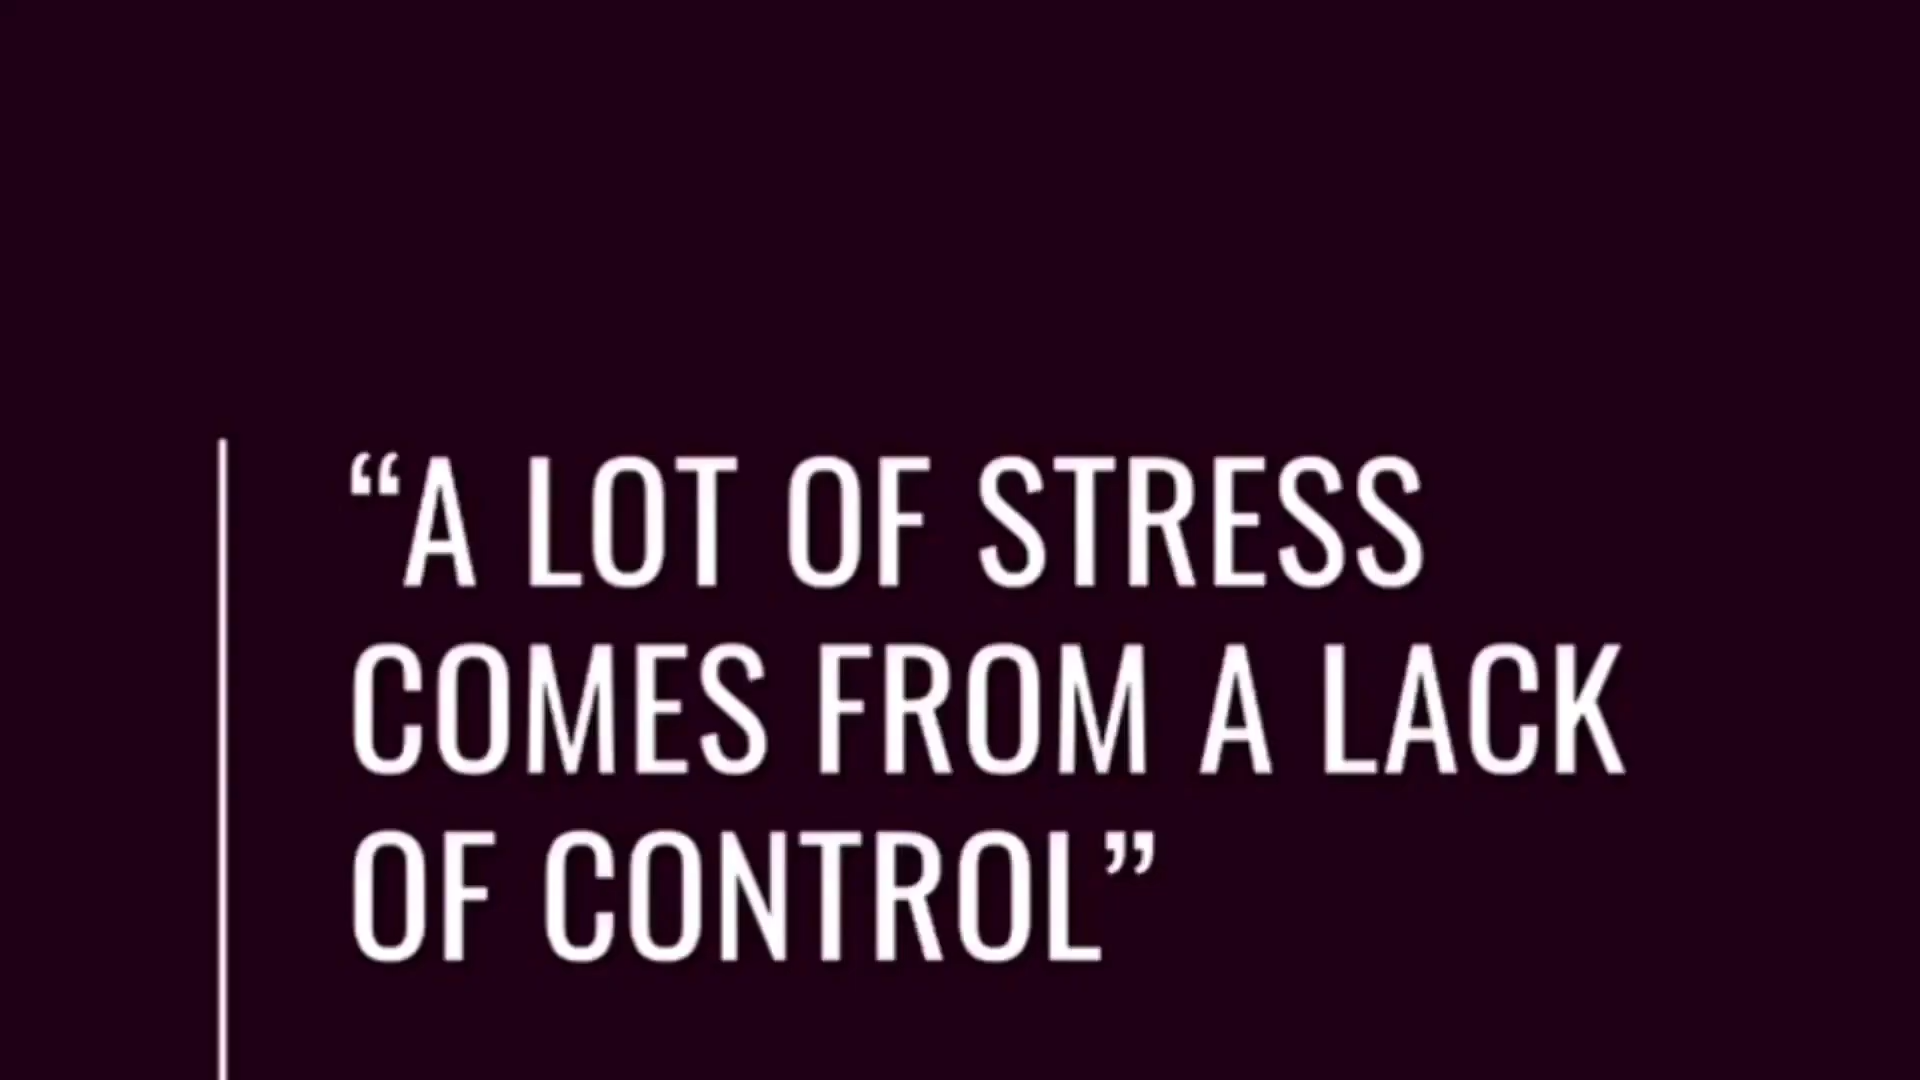 “A LOT OF STRESS
COMES FROM A LACK
OF CONTROL”